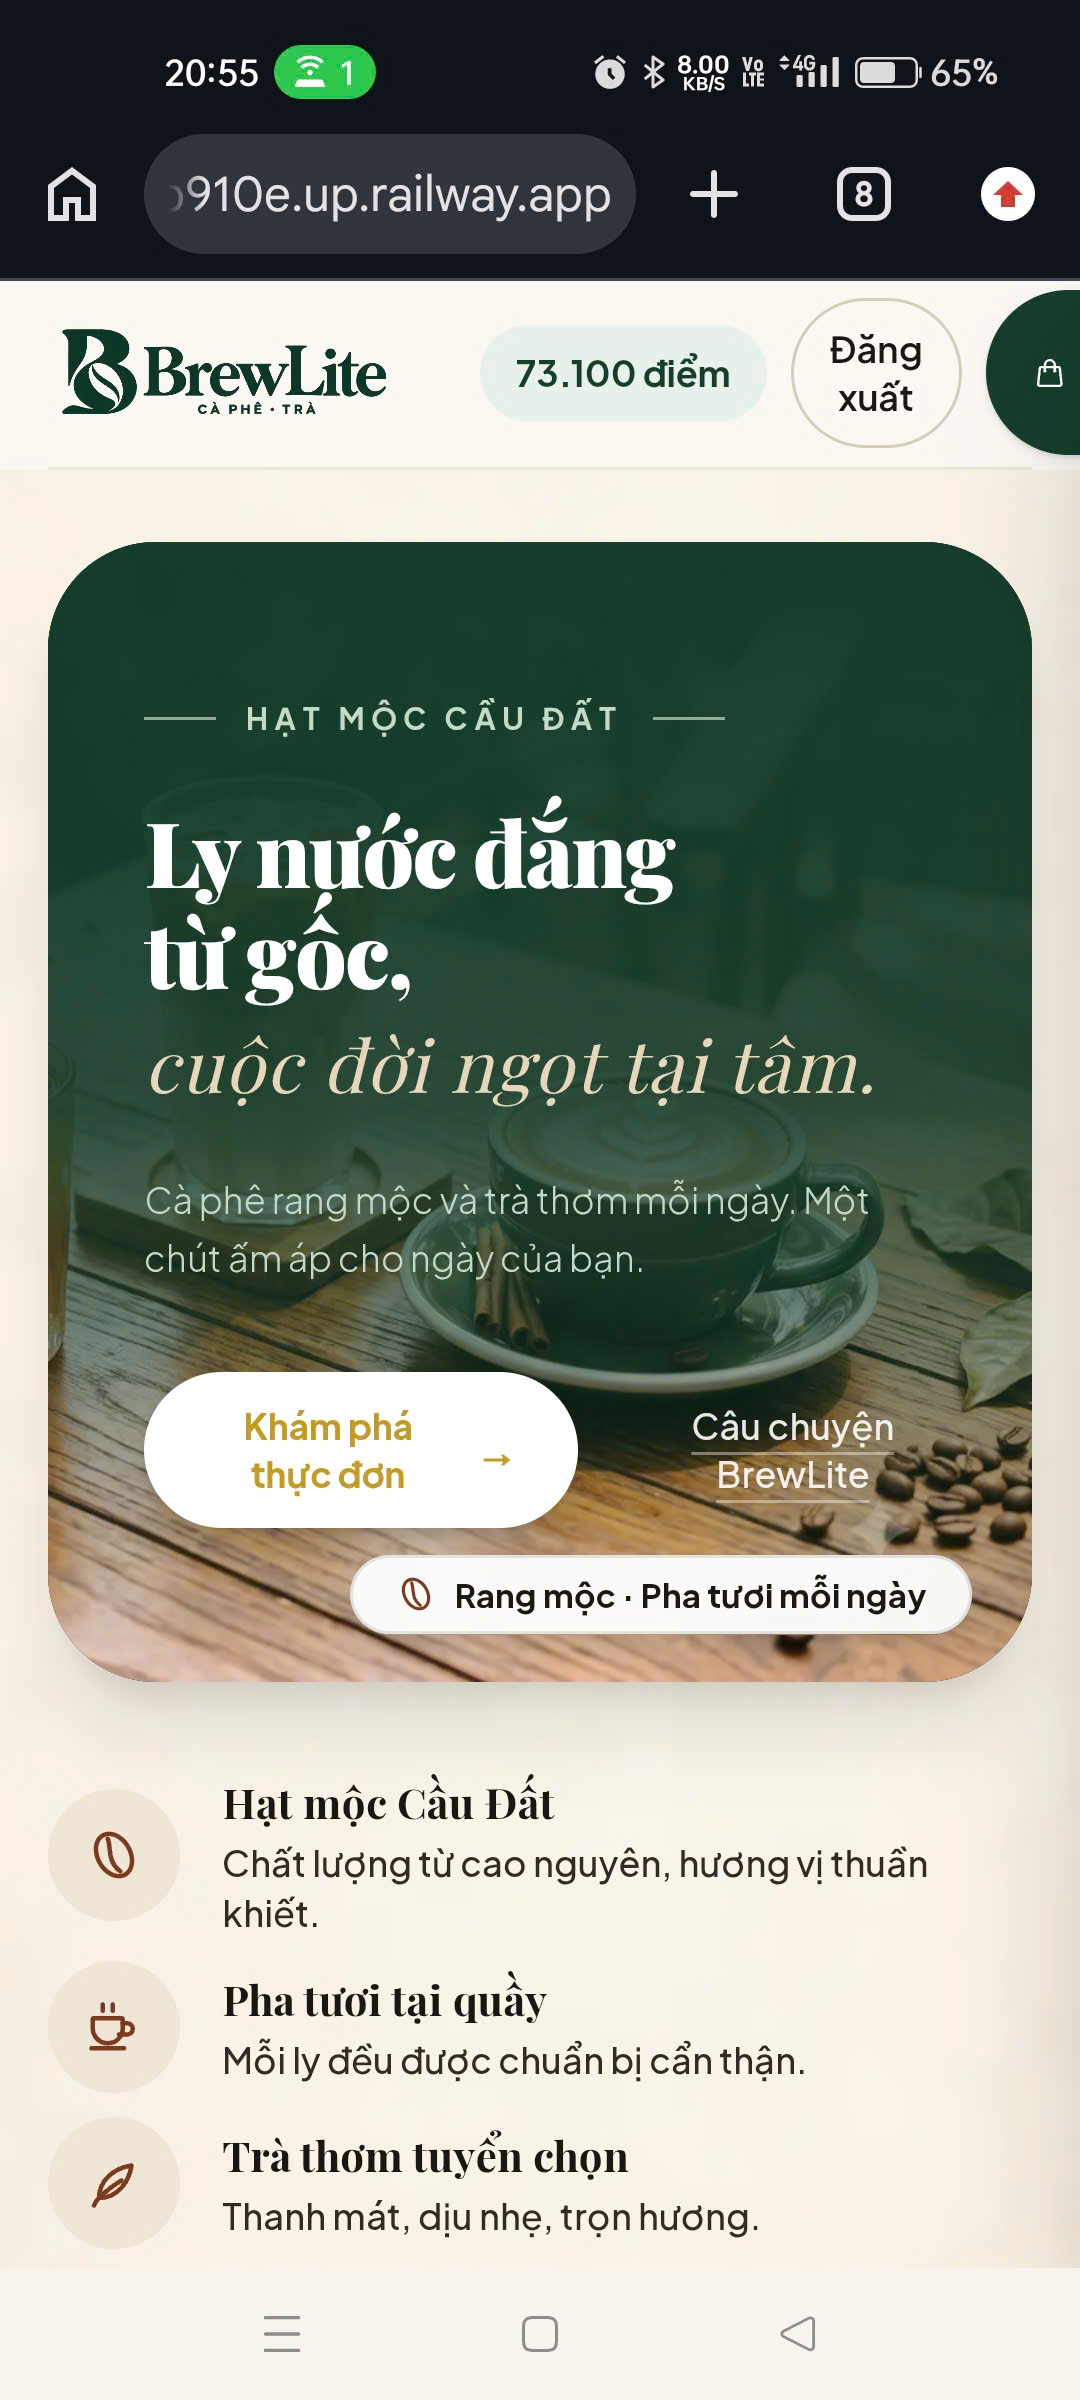 20:55
1
8.00
KB/S
Vo
LTE
4G
65%
910e.up.railway.app
8
BrewLite
CÀ PHÊ · TRÀ
73.100 điểm
Đăng
xuất
HẠT MỘC CẦU ĐẤT
Ly nước đắng
từ gốc,
cuộc đời ngọt tại tâm.
Cà phê rang mộc và trà thơm mỗi ngày. Một
chút ấm áp cho ngày của bạn.
Khám phá
thực đơn →
Câu chuyện
BrewLite
Rang mộc · Pha tươi mỗi ngày
Hạt mộc Cầu Đất
Chất lượng từ cao nguyên, hương vị thuần
khiết.
Pha tươi tại quầy
Mỗi ly đều được chuẩn bị cẩn thận.
Trà thơm tuyển chọn
Thanh mát, dịu nhẹ, trọn hương.